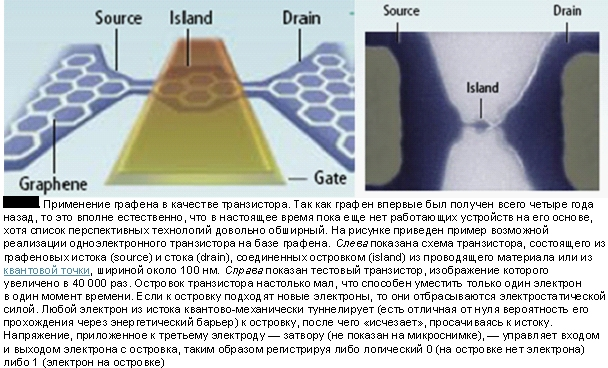 Source Island Drain
Source
Drain
Island
Gate
Graphene
Применение графена в качестве транзистора. Так как графен впервые был получен всего четыре года
назад, то это вполне естественно, что в настоящее время пока еще нет работающих устройств на его основе,
хотя список перспективных технологий довольно обширный. На рисунке приведен пример возможной
реализации одноэлектронного транзистора на базе графена. Слева показана схема транзистора, состоящего из
графеновых истока (source) и стока (drain), соединенных островком (island) из проводящего материала или из
квантовой точки, шириной около 100 нм. Справа показан тестовый транзистор, изображение которого
увеличено в 40 000 раз. Островок транзистора настолько мал, что способен уместить только один электрон
в один момент времени. Если к островку подходят новые электроны, то они отбрасываются электростатической
силой. Любой электрон из истока квантово-механически туннелирует (есть отличная от нуля вероятность его
прохождения через энергетический барьер) к островку, после чего «исчезает», просачиваясь к истоку.
Напряжение, приложенное к третьему электроду — затвору (не показан на микроснимке), — управляет входом
и выходом электрона с островка, таким образом регистрируя либо логический 0 (на островке нет электрона)
либо 1 (электрон на островке)